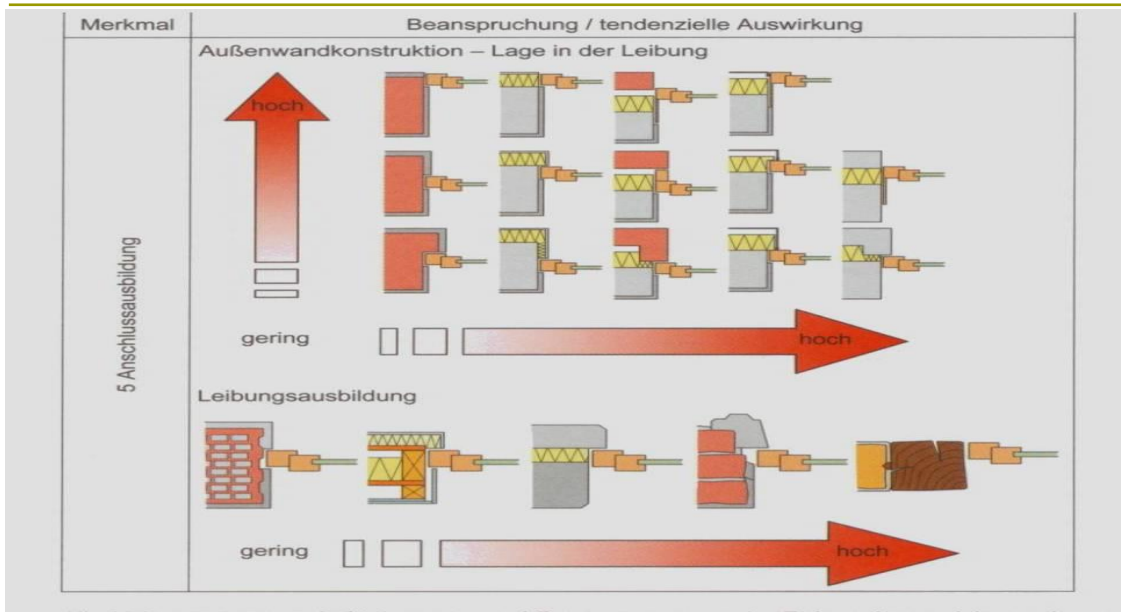 Merkmal Beanspruchung / tendenzielle Auswirkung
Außenwandkonstruktion – Lage in der Leibung
hoch
5 Anschlussausbildung
gering hoch
Leibungsausbildung
gering hoch